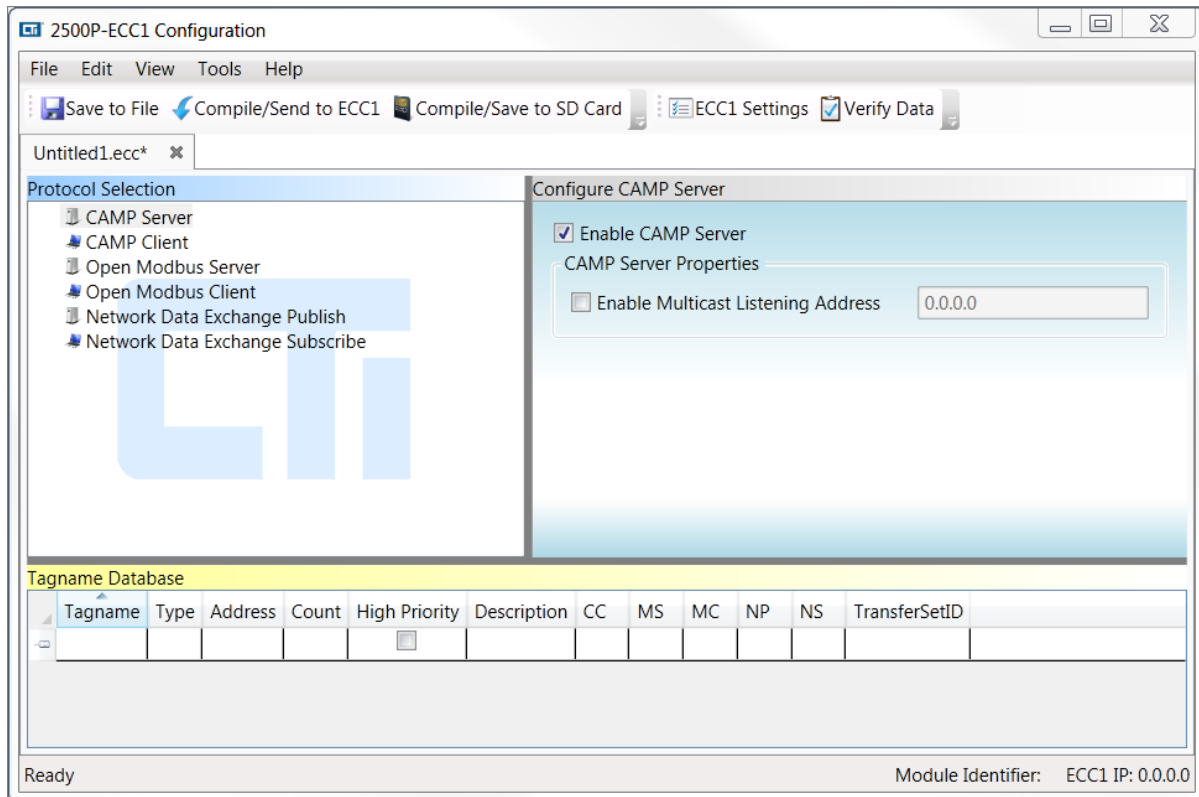 CTi 2500P-ECC1 Configuration
File Edit View Tools Help
Save to File Compile/Send to ECC1 Compile/Save to SD Card ECC1 Settings Verify Data
Untitled1.ecc*
Protocol Selection
CAMP Server
CAMP Client
Open Modbus Server
Open Modbus Client
Network Data Exchange Publish
Network Data Exchange Subscribe
CTi
Configure CAMP Server
Enable CAMP Server
CAMP Server Properties
Enable Multicast Listening Address 0.0.0.0
Tagname Database
Tagname Type Address Count High Priority Description CC MS MC NP NS TransferSetID
Ready Module Identifier: ECC1 IP: 0.0.0.0